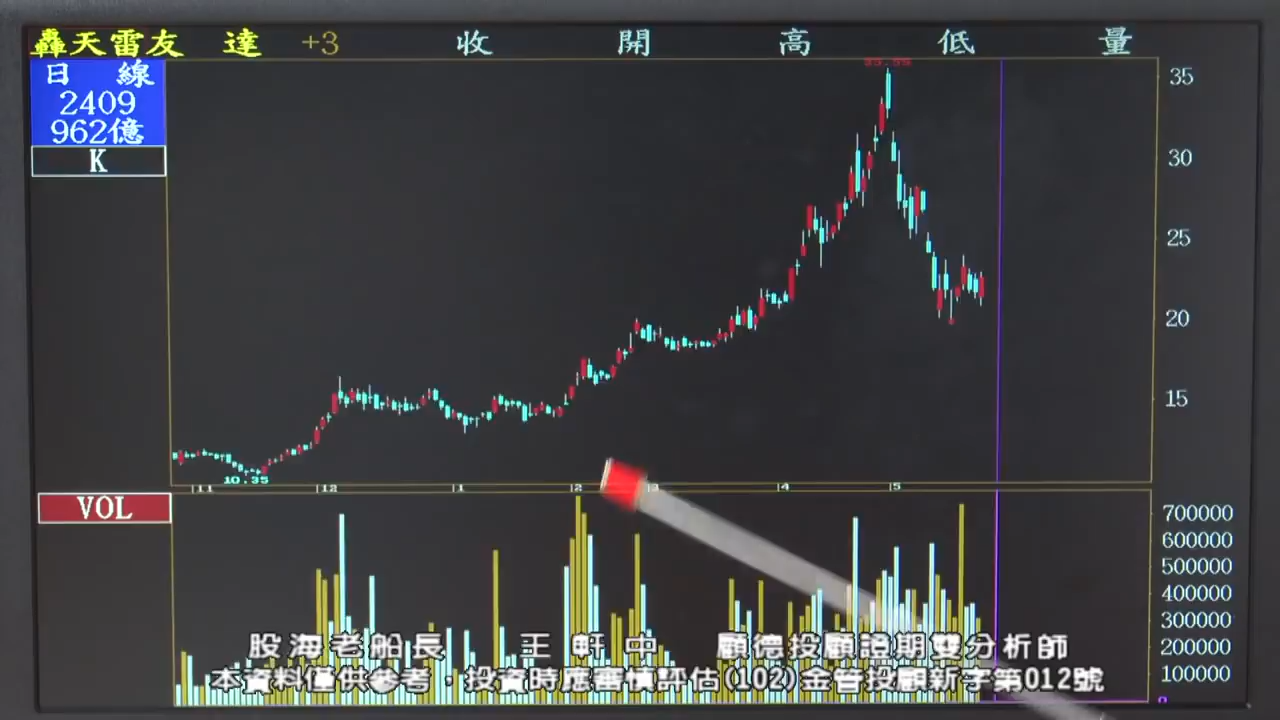 轟天雷友 達 +3 收 開 高 低 量
日 線
2409
962億
K
35
30
25
20
15
10.35
11 12 1 2 3 4 5
VOL
700000
600000
500000
400000
300000
200000
100000
0
股海老船長 王軒中 顧德投顧證期雙分析師
本資料僅供參考，投資時應審慎評估(102)金管投顧新字第012號